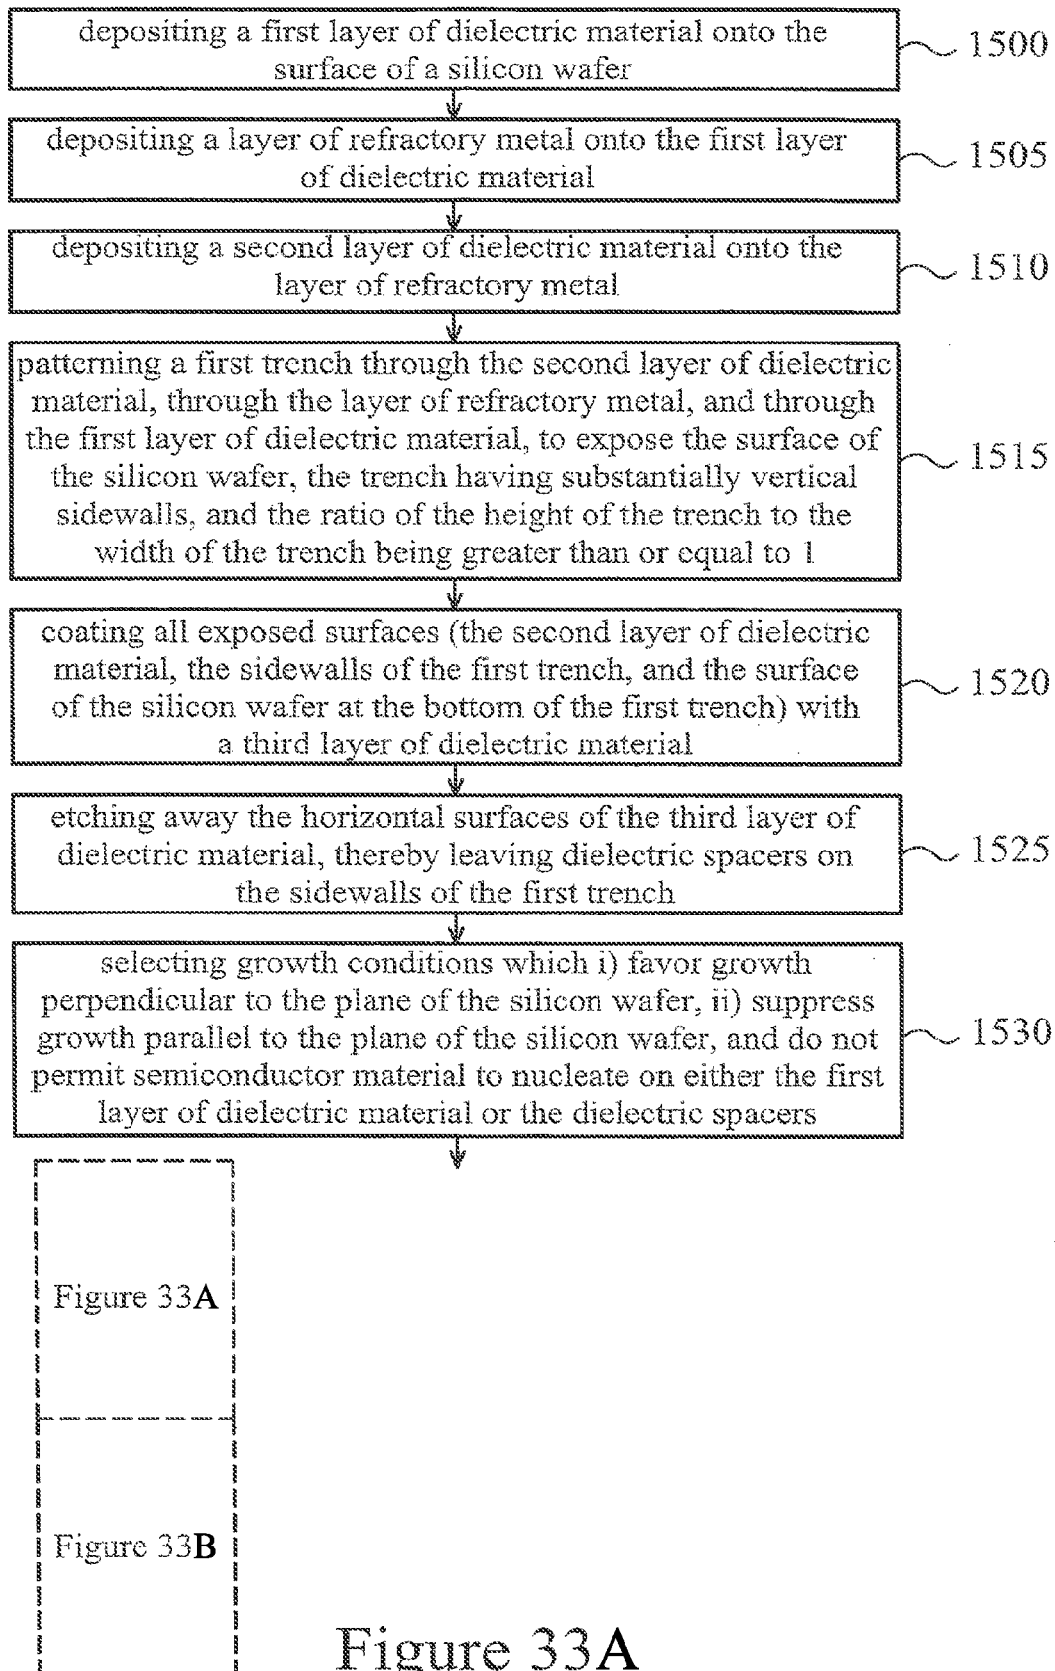 depositing a first layer of dielectric material onto the
surface of a silicon wafer
1500
depositing a layer of refractory metal onto the first layer
of dielectric material
1505
depositing a second layer of dielectric material onto the
layer of refractory metal
1510
patterning a first trench through the second layer of dielectric
material, through the layer of refractory metal, and through
the first layer of dielectric material, to expose the surface of
the silicon wafer, the trench having substantially vertical
sidewalls, and the ratio of the height of the trench to the
width of the trench being greater than or equal to 1
1515
coating all exposed surfaces (the second layer of dielectric
material, the sidewalls of the first trench, and the surface
of the silicon wafer at the bottom of the first trench) with
a third layer of dielectric material
1520
etching away the horizontal surfaces of the third layer of
dielectric material, thereby leaving dielectric spacers on
the sidewalls of the first trench
1525
selecting growth conditions which i) favor growth
perpendicular to the plane of the silicon wafer, ii) suppress
growth parallel to the plane of the silicon wafer, and do not
permit semiconductor material to nucleate on either the first
layer of dielectric material or the dielectric spacers
1530
Figure 33A
Figure 33B
Figure 33A